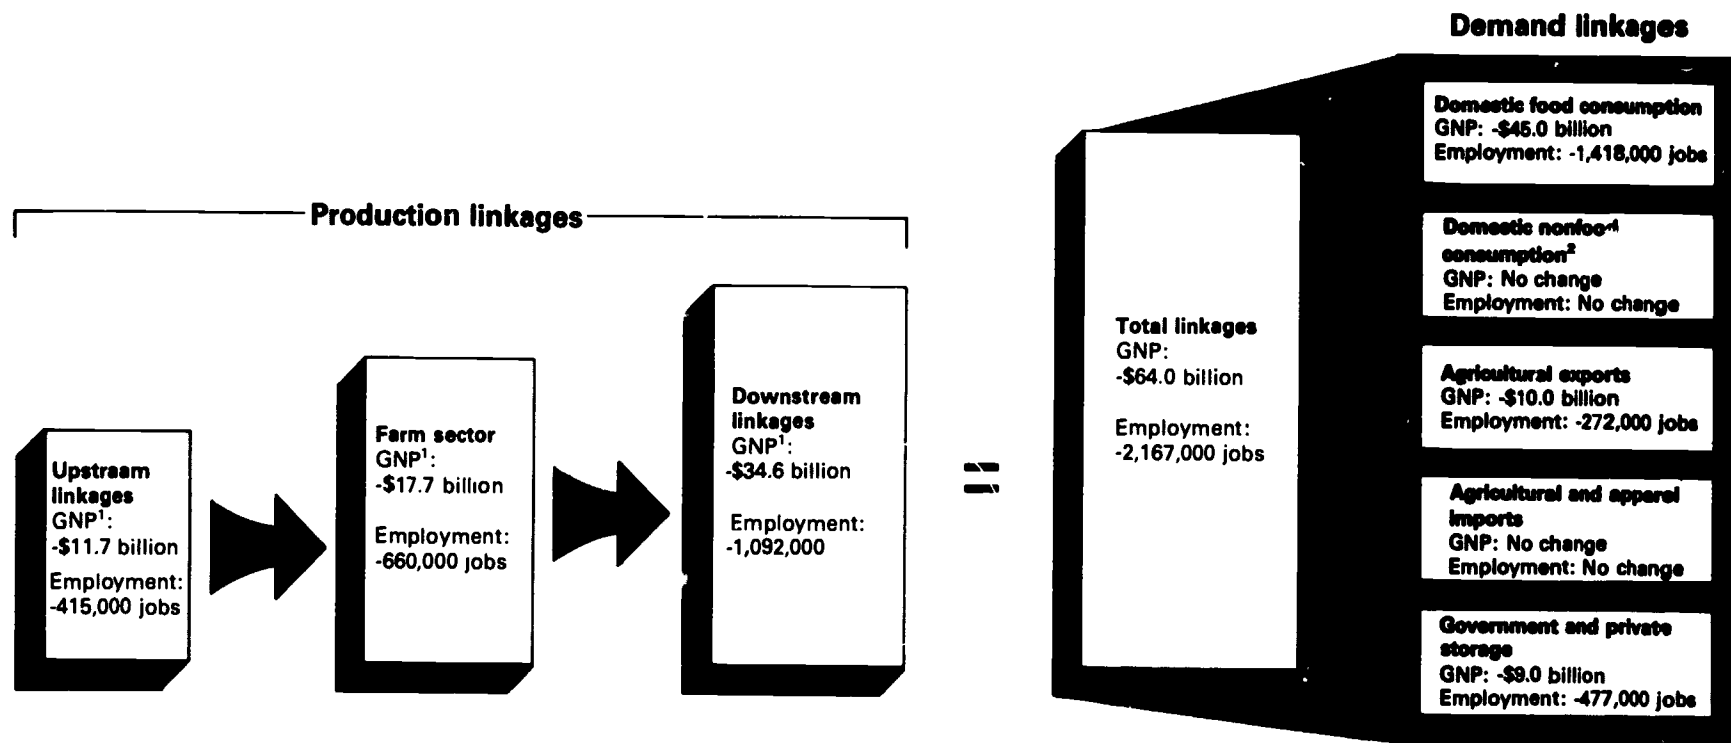 Demand linkages
Domestic food consumption
GNP: -$45.0 billion
Employment: -1,418,000 jobs
Production linkages
Domestic nonfood
consumption²
GNP: No change
Employment: No change
Total linkages
GNP:
-$64.0 billion
Employment:
-2,167,000 jobs
Agricultural exports
GNP: -$10.0 billion
Employment: -272,000 jobs
Downstream
linkages
GNP¹:
-$34.6 billion
Employment:
-1,092,000
Farm sector
GNP¹:
-$17.7 billion
Employment:
-660,000 jobs
Upstream
linkages
GNP¹:
-$11.7 billion
Employment:
-415,000 jobs
=
Agricultural and apparel
imports
GNP: No change
Employment: No change
Government and private
storage
GNP: -$9.0 billion
Employment: -477,000 jobs